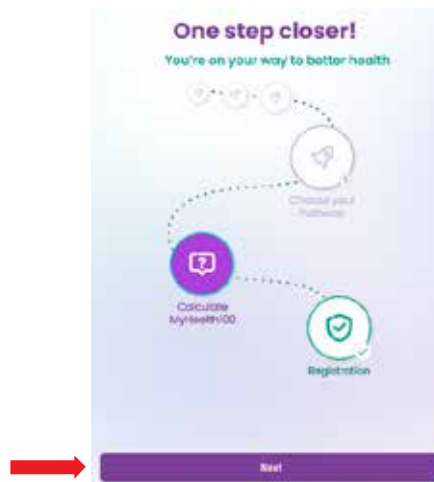 One step closer!
You're on your way to better health
Choose your
Pathway
Calculate
MyHealth100
Registration
Next